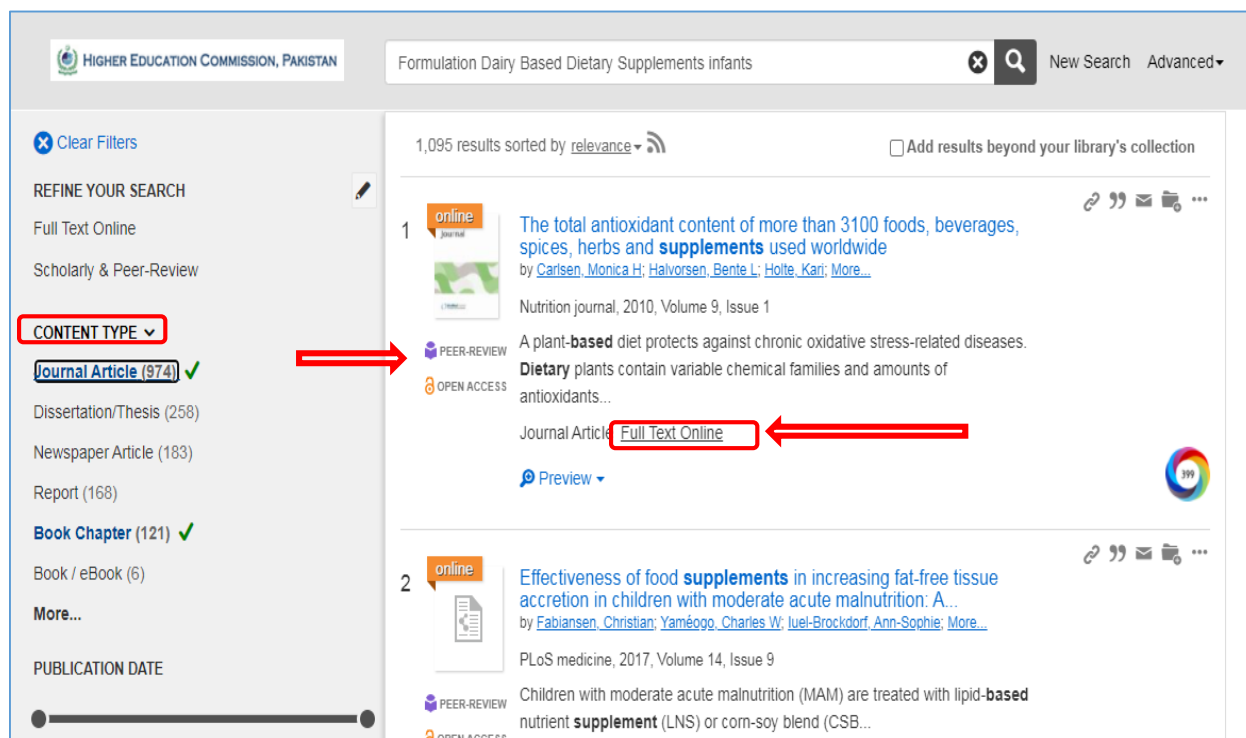 HIGHER EDUCATION COMMISSION, PAKISTAN
Formulation Dairy Based Dietary Supplements infants
New Search Advanced
Clear Filters
REFINE YOUR SEARCH
Full Text Online
Scholarly & Peer-Review
CONTENT TYPE
Journal Article (974)
Dissertation/Thesis (258)
Newspaper Article (183)
Report (168)
Book Chapter (121)
Book / eBook (6)
More...
PUBLICATION DATE
1,095 results sorted by relevance
Add results beyond your library's collection
1
online
Journal
The total antioxidant content of more than 3100 foods, beverages,
spices, herbs and supplements used worldwide
by Carlsen, Monica H; Halvorsen, Bente L; Holte, Kari; More...
Nutrition journal, 2010, Volume 9, Issue 1
PEER-REVIEW
OPEN ACCESS
A plant-based diet protects against chronic oxidative stress-related diseases.
Dietary plants contain variable chemical families and amounts of
antioxidants...
Journal Article Full Text Online
Preview
399
2
online
Effectiveness of food supplements in increasing fat-free tissue
accretion in children with moderate acute malnutrition: A...
by Fabiansen, Christian; Yaméogo, Charles W; Iuel-Brockdorf, Ann-Sophie; More...
PLoS medicine, 2017, Volume 14, Issue 9
PEER-REVIEW
OPEN ACCESS
Children with moderate acute malnutrition (MAM) are treated with lipid-based
nutrient supplement (LNS) or corn-soy blend (CSB...